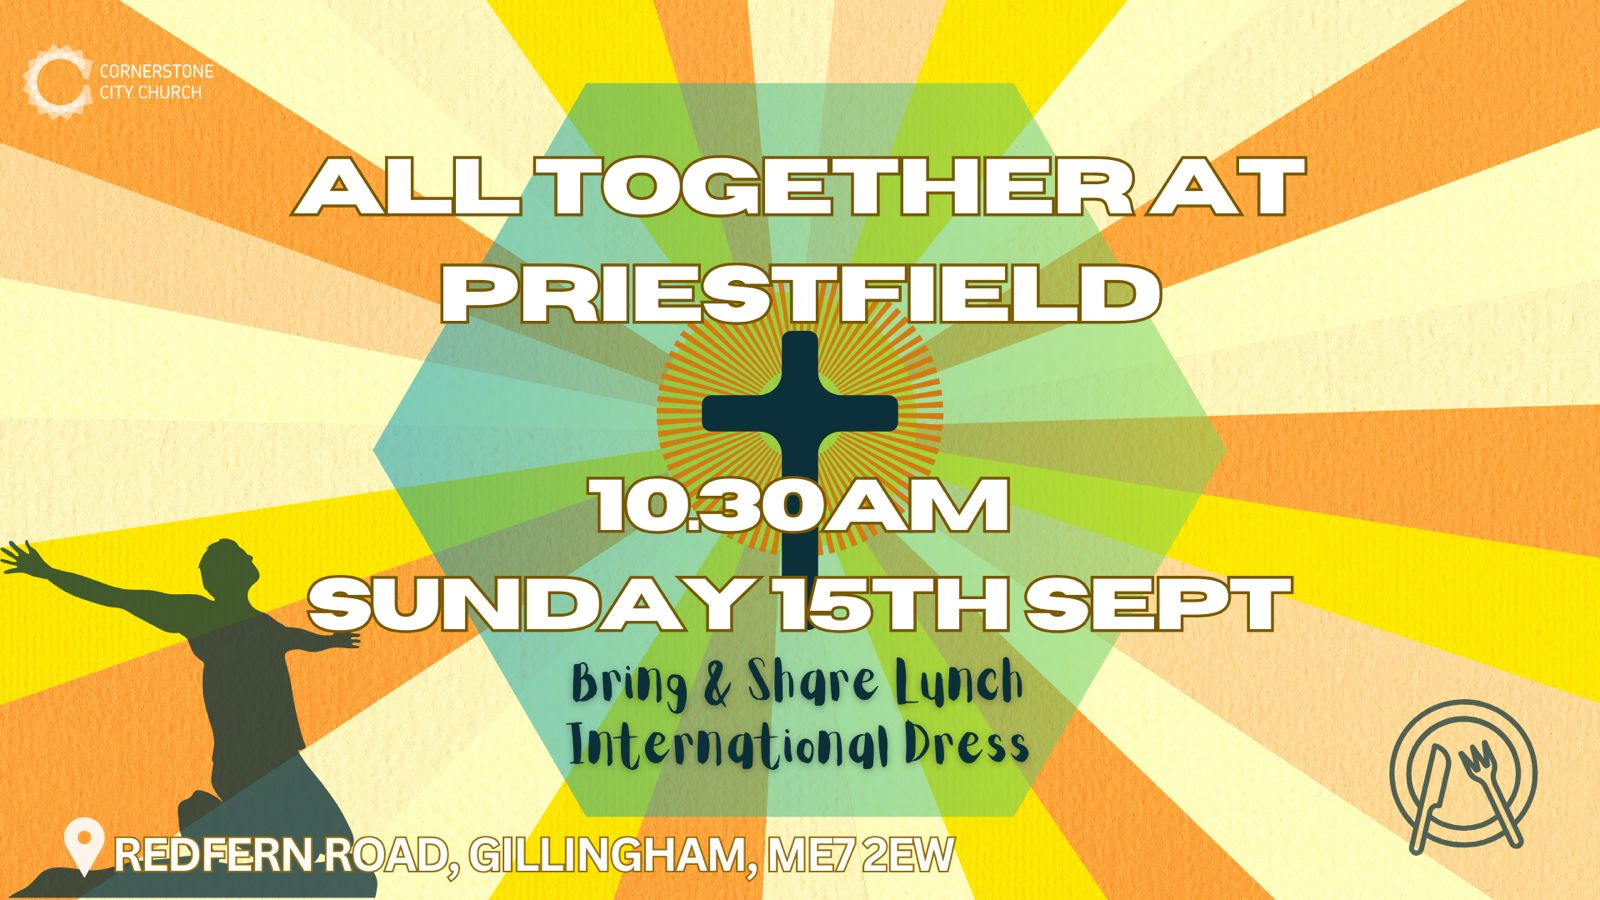 CORNERSTONE
CITY CHURCH
ALL TOGETHER AT
PRIESTFIELD
10.30AM
SUNDAY 15TH SEPT
Bring & Share Lunch
International Dress
REDFERN ROAD, GILLINGHAM, ME7 2EW